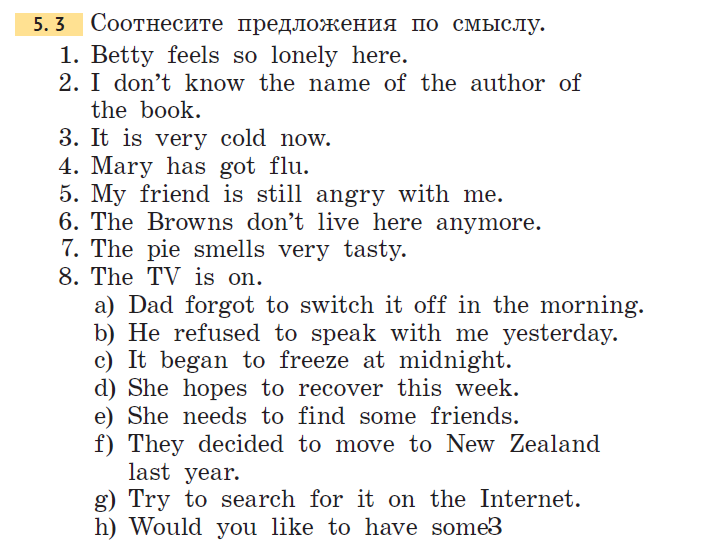 5. 3 Соотнесите предложения по смыслу.
1. Betty feels so lonely here.
2. I don't know the name of the author of
the book.
3. It is very cold now.
4. Mary has got flu.
5. My friend is still angry with me.
6. The Browns don't live here anymore.
7. The pie smells very tasty.
8. The TV is on.
a) Dad forgot to switch it off in the morning.
b) He refused to speak with me yesterday.
c) It began to freeze at midnight.
d) She hopes to recover this week.
e) She needs to find some friends.
f) They decided to move to New Zealand
last year.
g) Try to search for it on the Internet.
h) Would you like to have some3